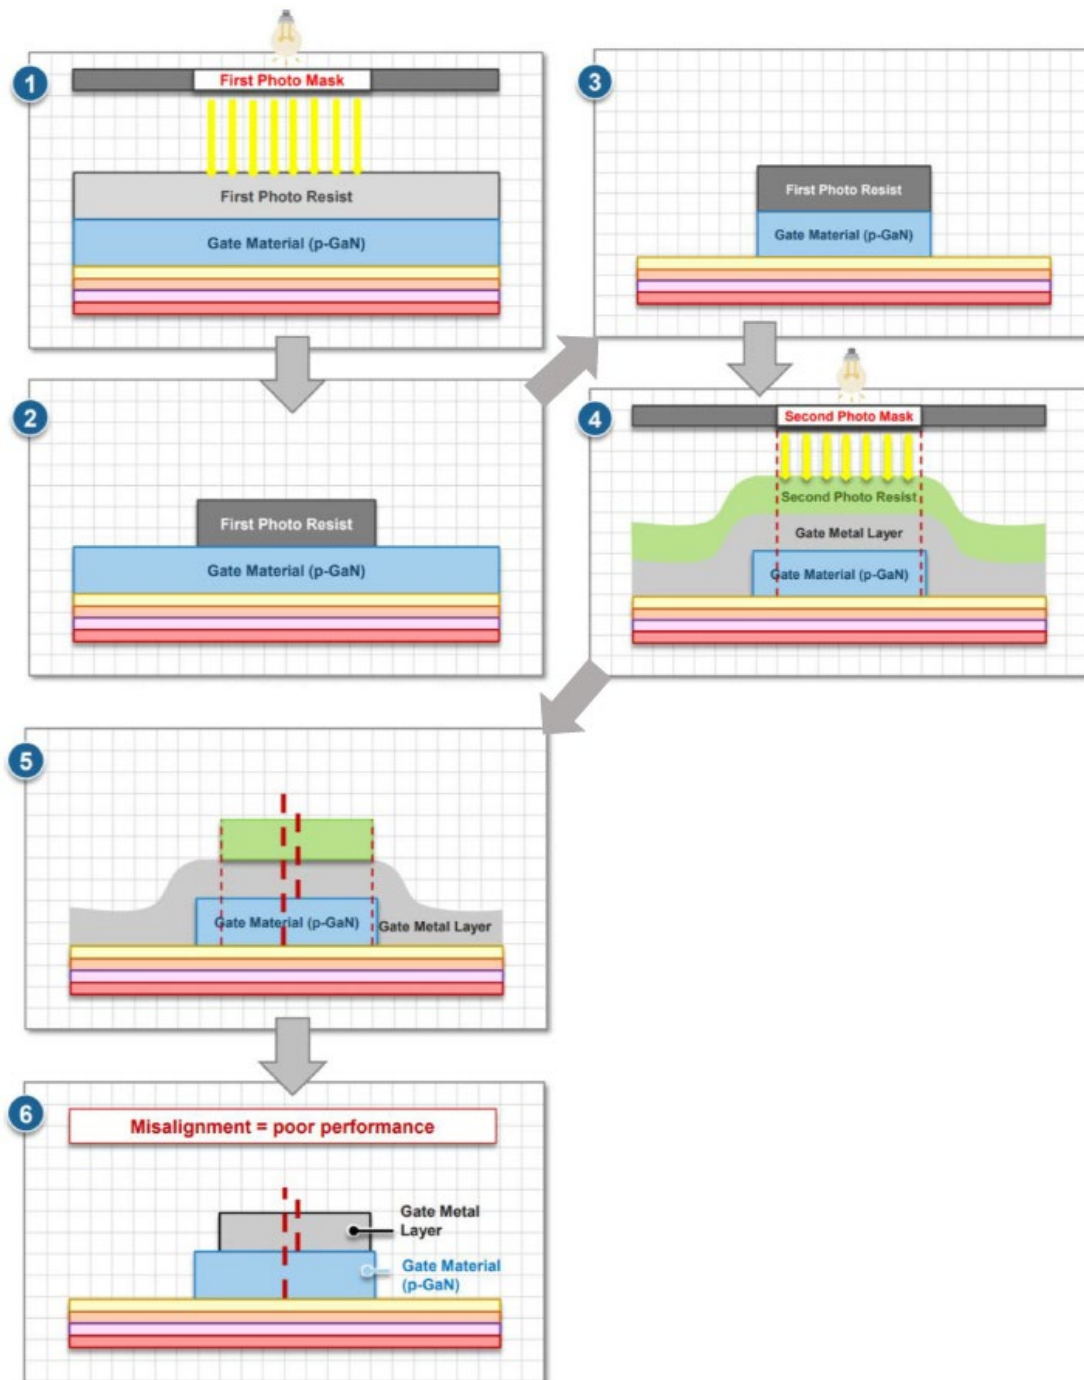 1
First Photo Mask
First Photo Resist
Gate Material (p-GaN)
2
First Photo Resist
Gate Material (p-GaN)
3
First Photo Resist
Gate Material (p-GaN)
4
Second Photo Mask
Second Photo Resist
Gate Metal Layer
Gate Material (p-GaN)
5
Gate Material (p-GaN)
Gate Metal Layer
6
Misalignment = poor performance
Gate Metal
Layer
Gate Material
(p-GaN)